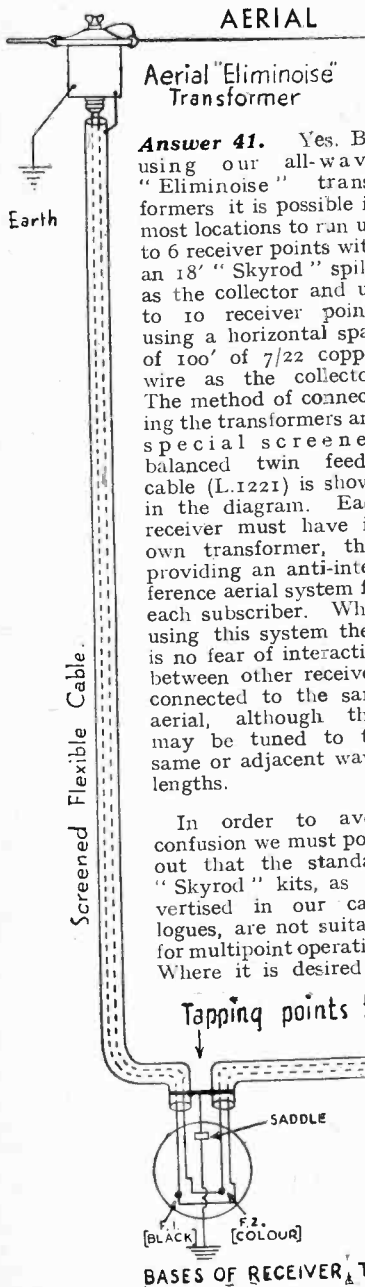 AERIAL
Aerial "Eliminoise"
Transformer
Earth
Answer 41. Yes. B
using our all-wav
"Eliminoise" trans
formers it is possible i
most locations to run u
to 6 receiver points wit
an 18' "Skyrod" spil
as the collector and u
to 10 receiver poin
using a horizontal spa
of 100' of 7/22 copp
wire as the collecto
The method of connec
ing the transformers an
special screene
balanced twin feed
cable (L.1221) is show
in the diagram. Ea
receiver must have i
own transformer, th
providing an anti-inte
ference aerial system f
each subscriber. Wh
using this system the
is no fear of interacti
between other receive
connected to the sa
aerial, although th
may be tuned to t
same or adjacent wav
lengths.
In order to avo
confusion we must po
out that the standa
"Skyrod" kits, as
vertised in our ca
logues, are not suita
for multipoint operati
Where it is desired
Screened Flexible Cable.
Tapping points
SADDLE
F.1. F.2.
[BLACK] [COLOUR]
BASES OF RECEIVER T